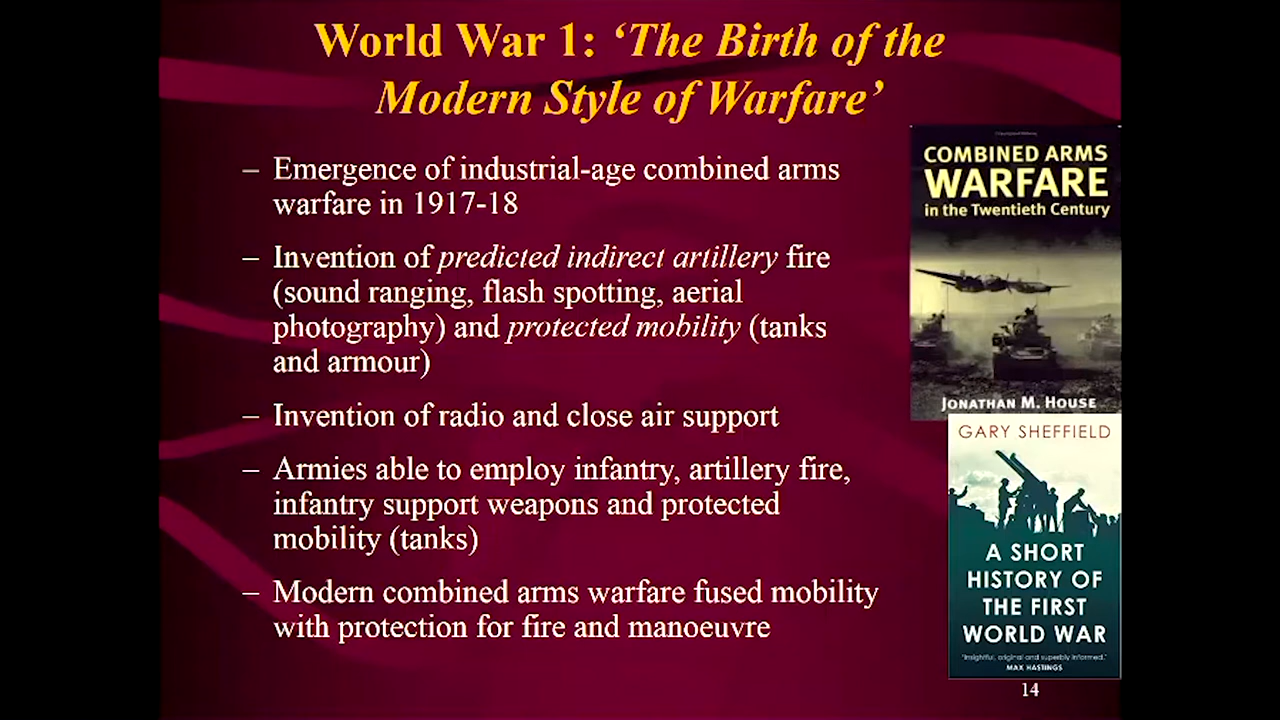 World War 1: ‘The Birth of the
Modern Style of Warfare’
– Emergence of industrial-age combined arms
warfare in 1917-18
– Invention of predicted indirect artillery fire
(sound ranging, flash spotting, aerial
photography) and protected mobility (tanks
and armour)
– Invention of radio and close air support
– Armies able to employ infantry, artillery fire,
infantry support weapons and protected
mobility (tanks)
– Modern combined arms warfare fused mobility
with protection for fire and manoeuvre
COMBINED ARMS
WARFARE
in the Twentieth Century
JONATHAN M. HOUSE
GARY SHEFFIELD
A SHORT
HISTORY OF
THE FIRST
WORLD WAR
"Insightful, original and superbly informed."
MAX HASTINGS
14